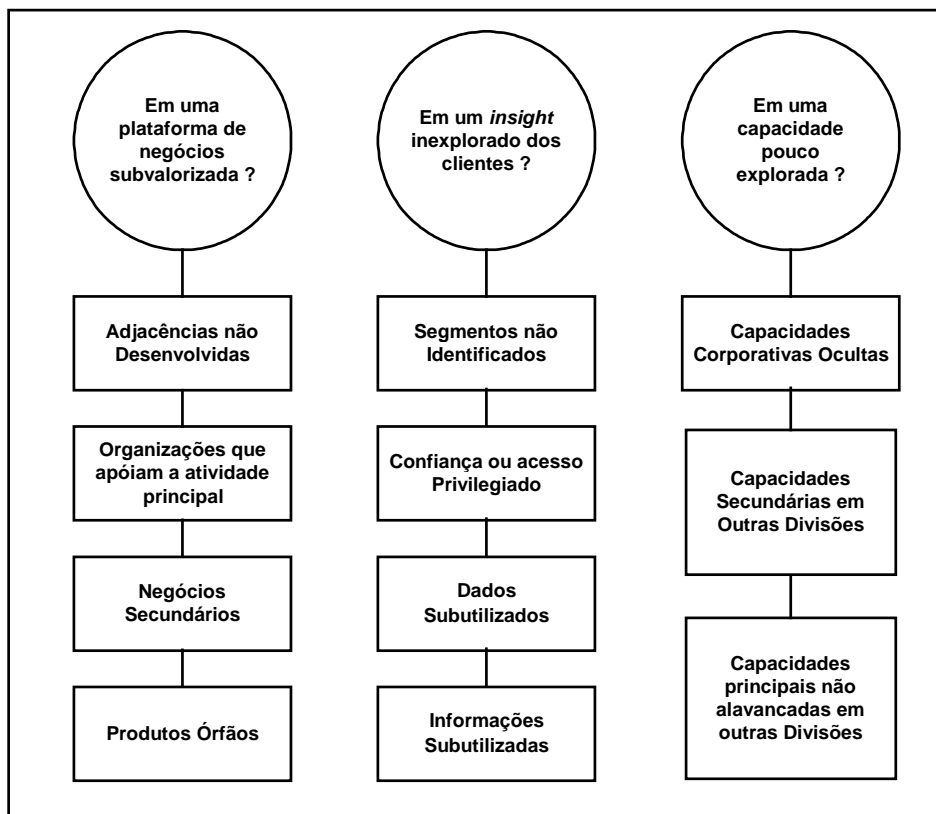 Em uma
plataforma de
negócios
subvalorizada ?
Adjacências não
Desenvolvidas
Organizações que
apóiam a atividade
principal
Negócios
Secundários
Produtos Órfãos
Em um insight
inexplorado dos
clientes ?
Segmentos não
Identificados
Confiança ou acesso
Privilegiado
Dados
Subutilizados
Informações
Subutilizadas
Em uma
capacidade
pouco
explorada ?
Capacidades
Corporativas Ocultas
Capacidades
Secundárias em
Outras Divisões
Capacidades
principais não
alavancadas em
outras Divisões